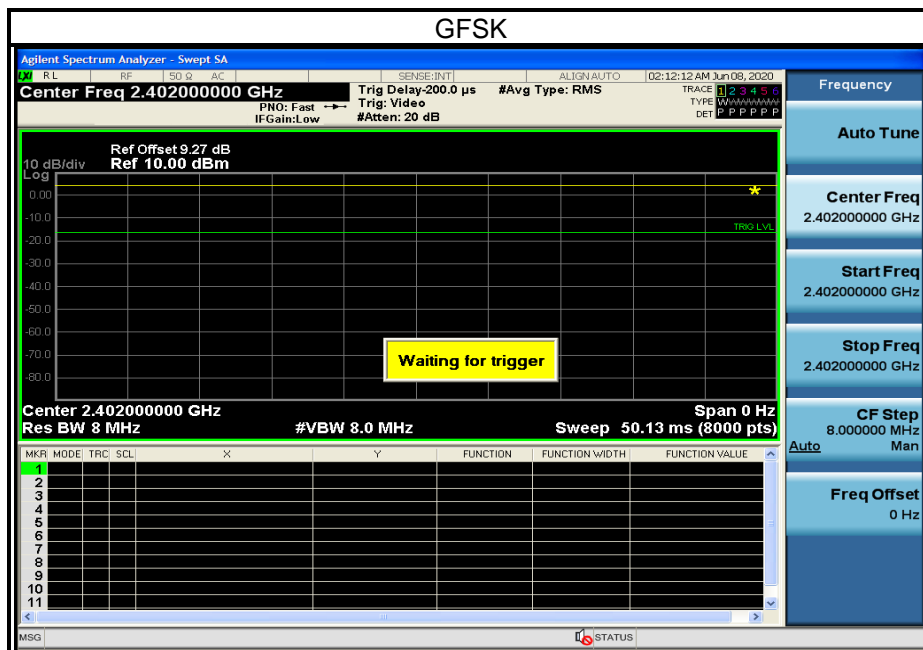 GFSK
Agilent Spectrum Analyzer - Swept SA
LXI RL RF 50 Ω AC SENSE:INT ALIGN AUTO 02:12:12 AM Jun 08, 2020
Center Freq 2.402000000 GHz
PNO: Fast
IFGain:Low
Trig Delay-200.0 µs
Trig: Video
#Atten: 20 dB
#Avg Type: RMS
TRACE 1 2 3 4 5 6
TYPE WWWWWW
DET P P P P P P
Ref Offset 9.27 dB
10 dB/div Ref 10.00 dBm
Log
0.00
-10.0
TRIG LVL
-20.0
-30.0
-40.0
-50.0
-60.0
-70.0
Waiting for trigger
-80.0
Center 2.402000000 GHz Span 0 Hz
Res BW 8 MHz #VBW 8.0 MHz Sweep 50.13 ms (8000 pts)
MKR MODE TRC SCL X Y FUNCTION FUNCTION WIDTH FUNCTION VALUE
1
2
3
4
5
6
7
8
9
10
11
MSG STATUS
Frequency
Auto Tune
Center Freq
2.402000000 GHz
Start Freq
2.402000000 GHz
Stop Freq
2.402000000 GHz
CF Step
8.000000 MHz
Auto Man
Freq Offset
0 Hz